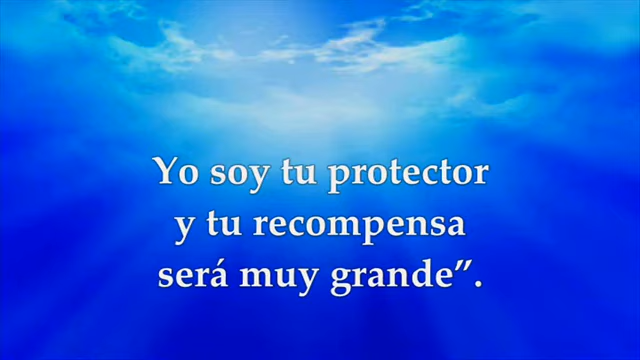 Yo soy tu protector
y tu recompensa
será muy grande”.